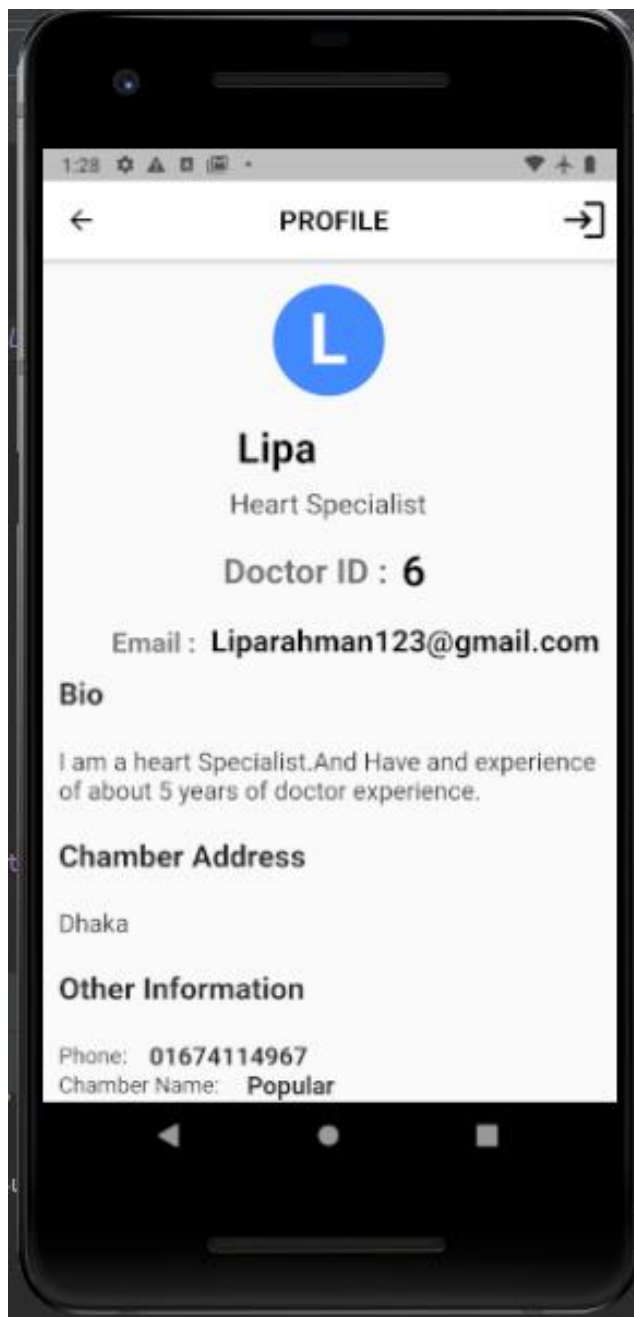 1:28
PROFILE
L
Lipa
Heart Specialist
Doctor ID : 6
Email : Liparahman123@gmail.com
Bio
I am a heart Specialist.And Have and experience
of about 5 years of doctor experience.
Chamber Address
Dhaka
Other Information
Phone: 01674114967
Chamber Name: Popular